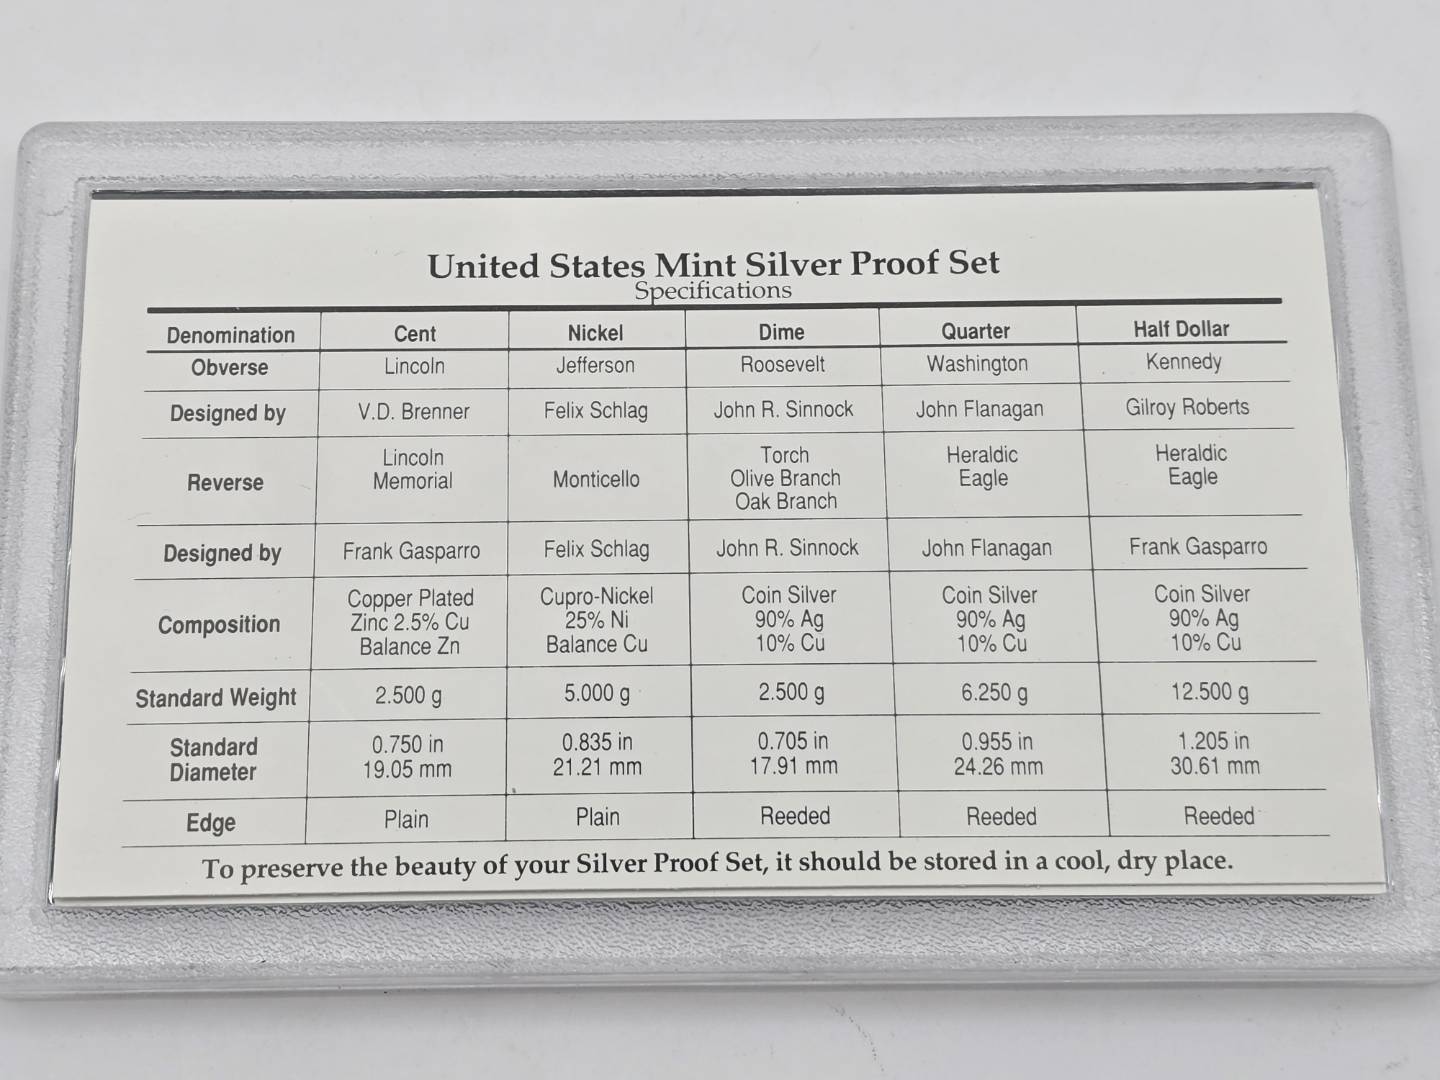 United States Mint Silver Proof Set
Specifications
Denomination Cent Nickel Dime Quarter Half Dollar
Obverse Lincoln Jefferson Roosevelt Washington Kennedy
Designed by V.D. Brenner Felix Schlag John R. Sinnock John Flanagan Gilroy Roberts
Reverse Lincoln Memorial Monticello Torch Olive Branch Oak Branch Heraldic Eagle Heraldic Eagle
Designed by Frank Gasparro Felix Schlag John R. Sinnock John Flanagan Frank Gasparro
Composition Copper Plated Zinc 2.5% Cu Balance Zn Cupro-Nickel 25% Ni Balance Cu Coin Silver 90% Ag 10% Cu Coin Silver 90% Ag 10% Cu Coin Silver 90% Ag 10% Cu
Standard Weight 2.500 g 5.000 g 2.500 g 6.250 g 12.500 g
Standard Diameter 0.750 in 19.05 mm 0.835 in 21.21 mm 0.705 in 17.91 mm 0.955 in 24.26 mm 1.205 in 30.61 mm
Edge Plain Plain Reeded Reeded Reeded
To preserve the beauty of your Silver Proof Set, it should be stored in a cool, dry place.